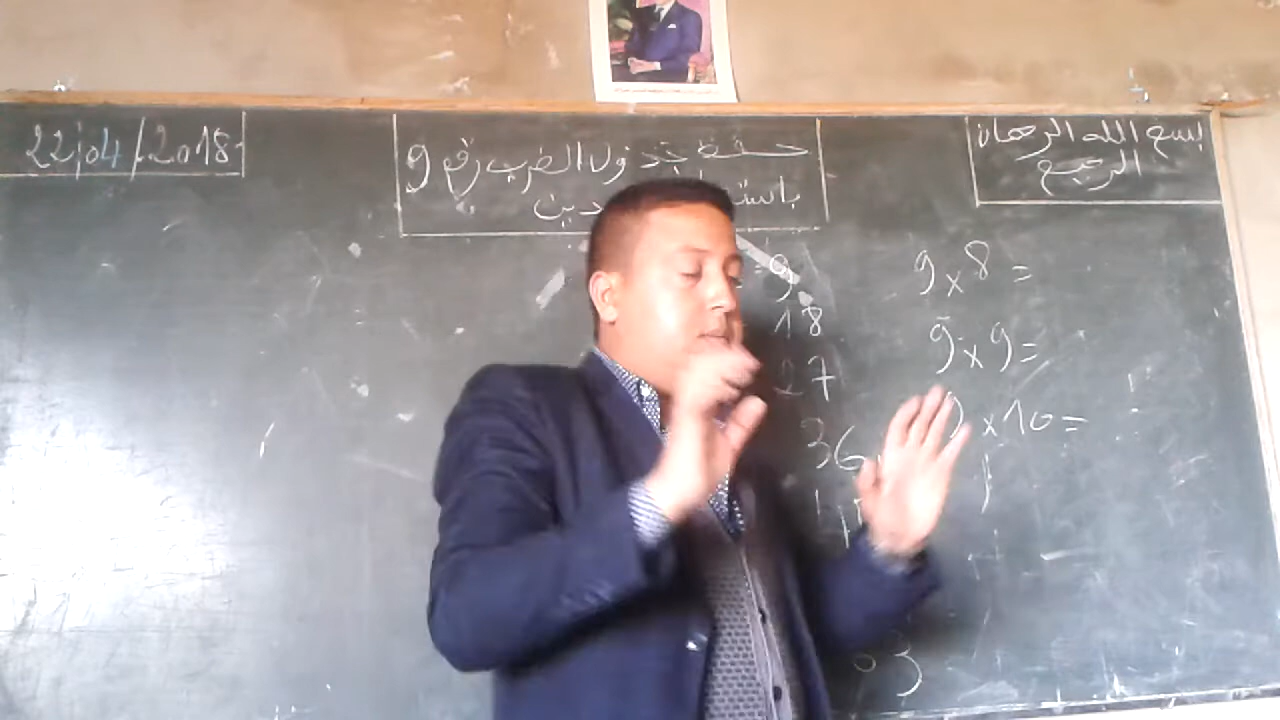 بسم الله الرحمان
الرحيم
حفظ جدول الضرب رقم 9
22/04/2018
9
18
27
36
9x8=
9x9=
x10=